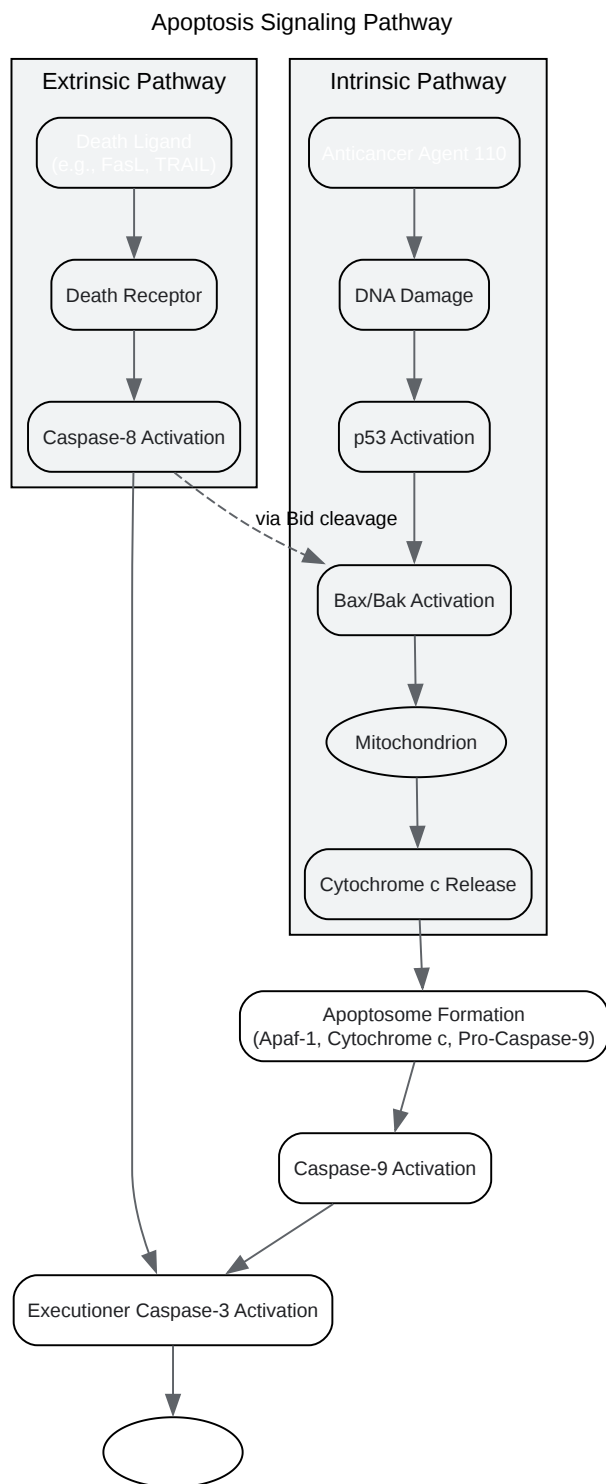 Apoptosis Signaling Pathway
Extrinsic Pathway
Death Ligand
(e.g., FasL, TRAIL)
Death Receptor
Caspase-8 Activation
Intrinsic Pathway
Anticancer Agent 110
DNA Damage
p53 Activation
via Bid cleavage
Bax/Bak Activation
Mitochondrion
Cytochrome c Release
Apoptosome Formation
(Apaf-1, Cytochrome c, Pro-Caspase-9)
Caspase-9 Activation
Executioner Caspase-3 Activation